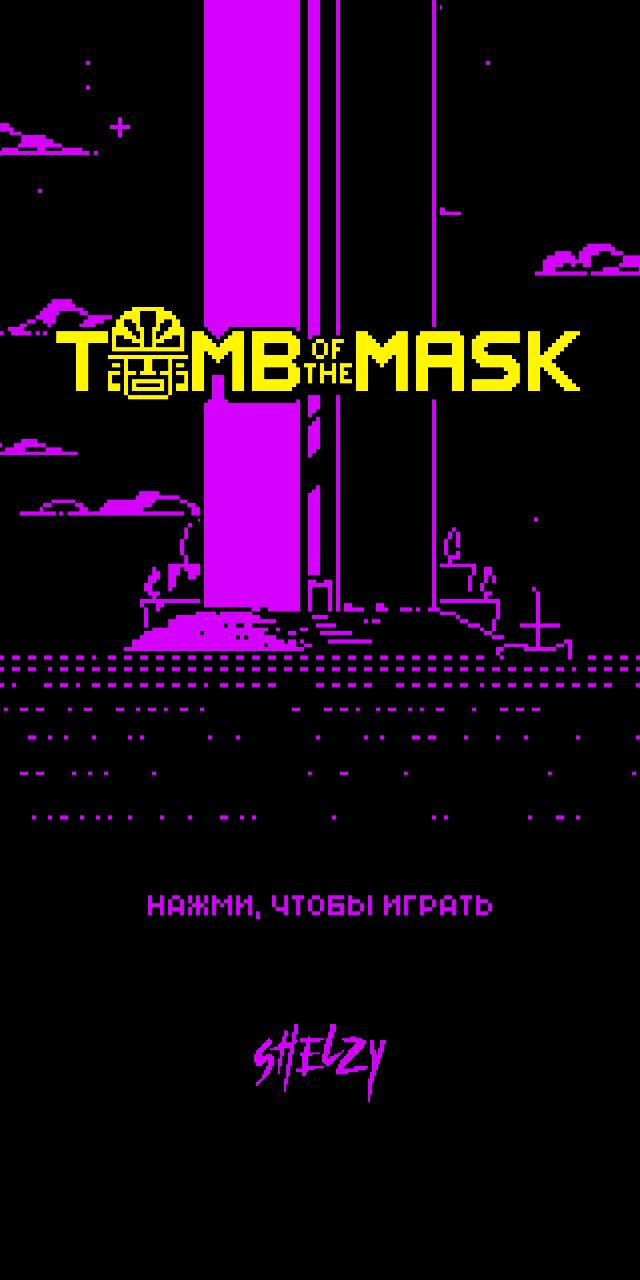 TOMB OF THE MASK
НАЖМИ, ЧТОБЫ ИГРАТЬ
SHELZY